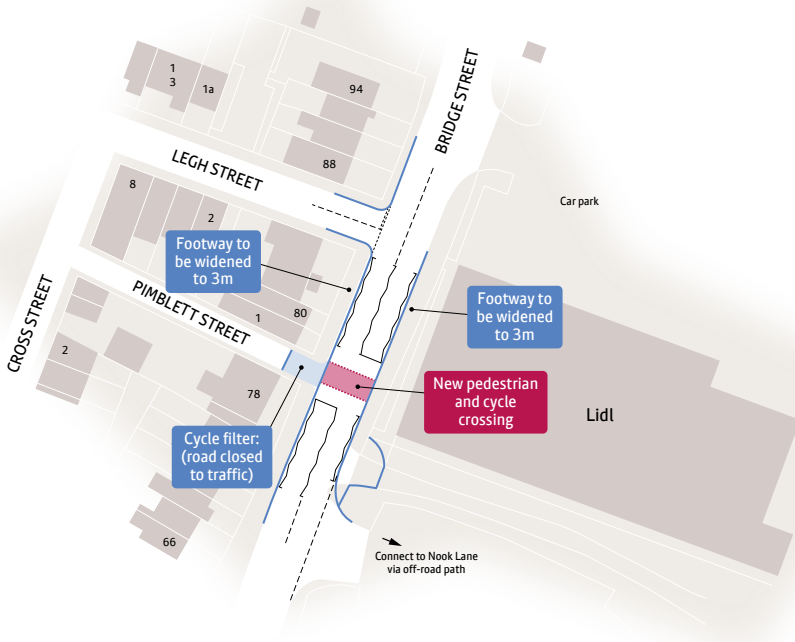 BRIDGE STREET
1
3
1a
94
88
LEGH STREET
Car park
8
2
Footway to
be widened
to 3m
PIMBLETT STREET
1
80
Footway to
be widened
to 3m
CROSS STREET
2
78
New pedestrian
and cycle
crossing
Lidl
Cycle filter:
(road closed
to traffic)
66
Connect to Nook Lane
via off-road path